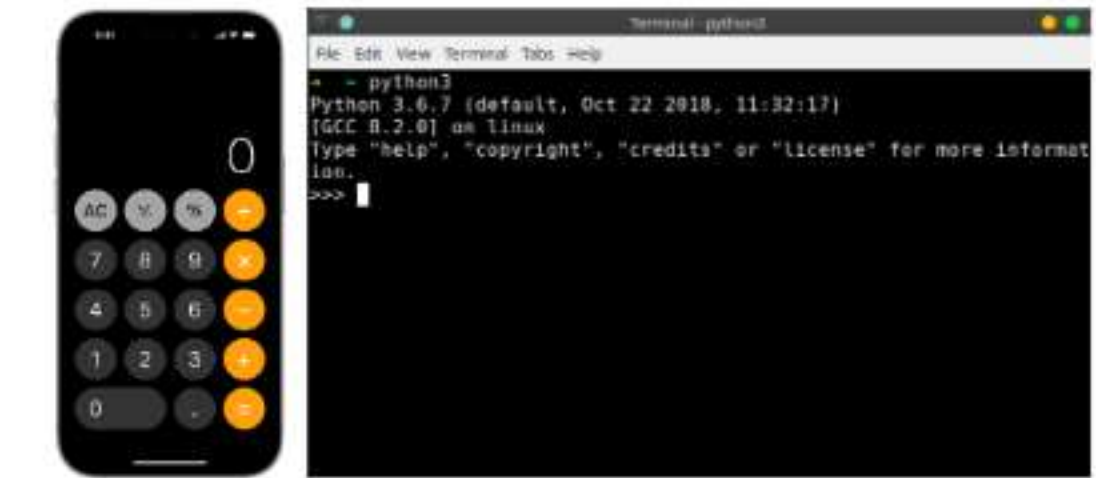 9:41
0
AC % ÷
7 8 9 ×
4 5 6 −
1 2 3 +
0 . =
Terminal - python3
File Edit View Terminal Tabs Help
➜ ~ python3
Python 3.6.7 (default, Oct 22 2018, 11:32:17)
[GCC 8.2.0] on linux
Type "help", "copyright", "credits" or "license" for more informat
ion.
>>>